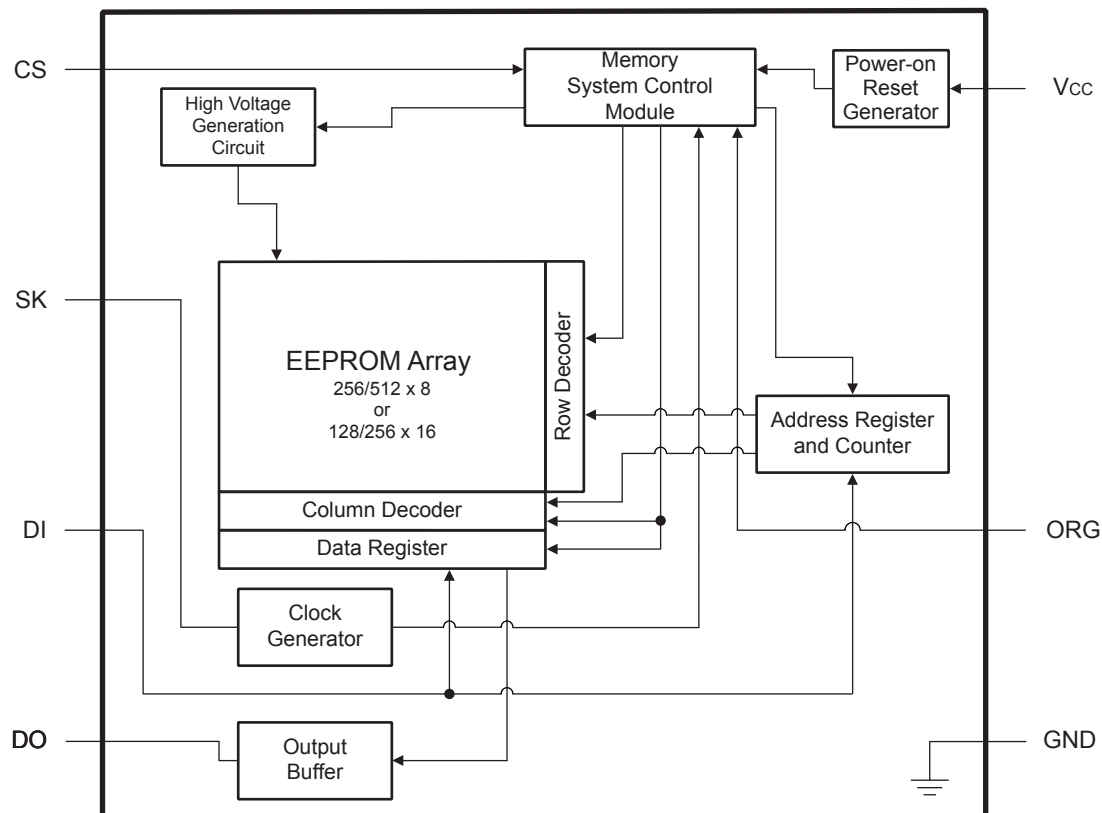 CS
Memory
System Control
Module
Power-on
Reset
Generator
VCC
High Voltage
Generation
Circuit
SK
EEPROM Array
256/512 x 8
or
128/256 x 16
Row Decoder
Address Register
and Counter
Column Decoder
DI
ORG
Data Register
Clock
Generator
DO
Output
Buffer
GND